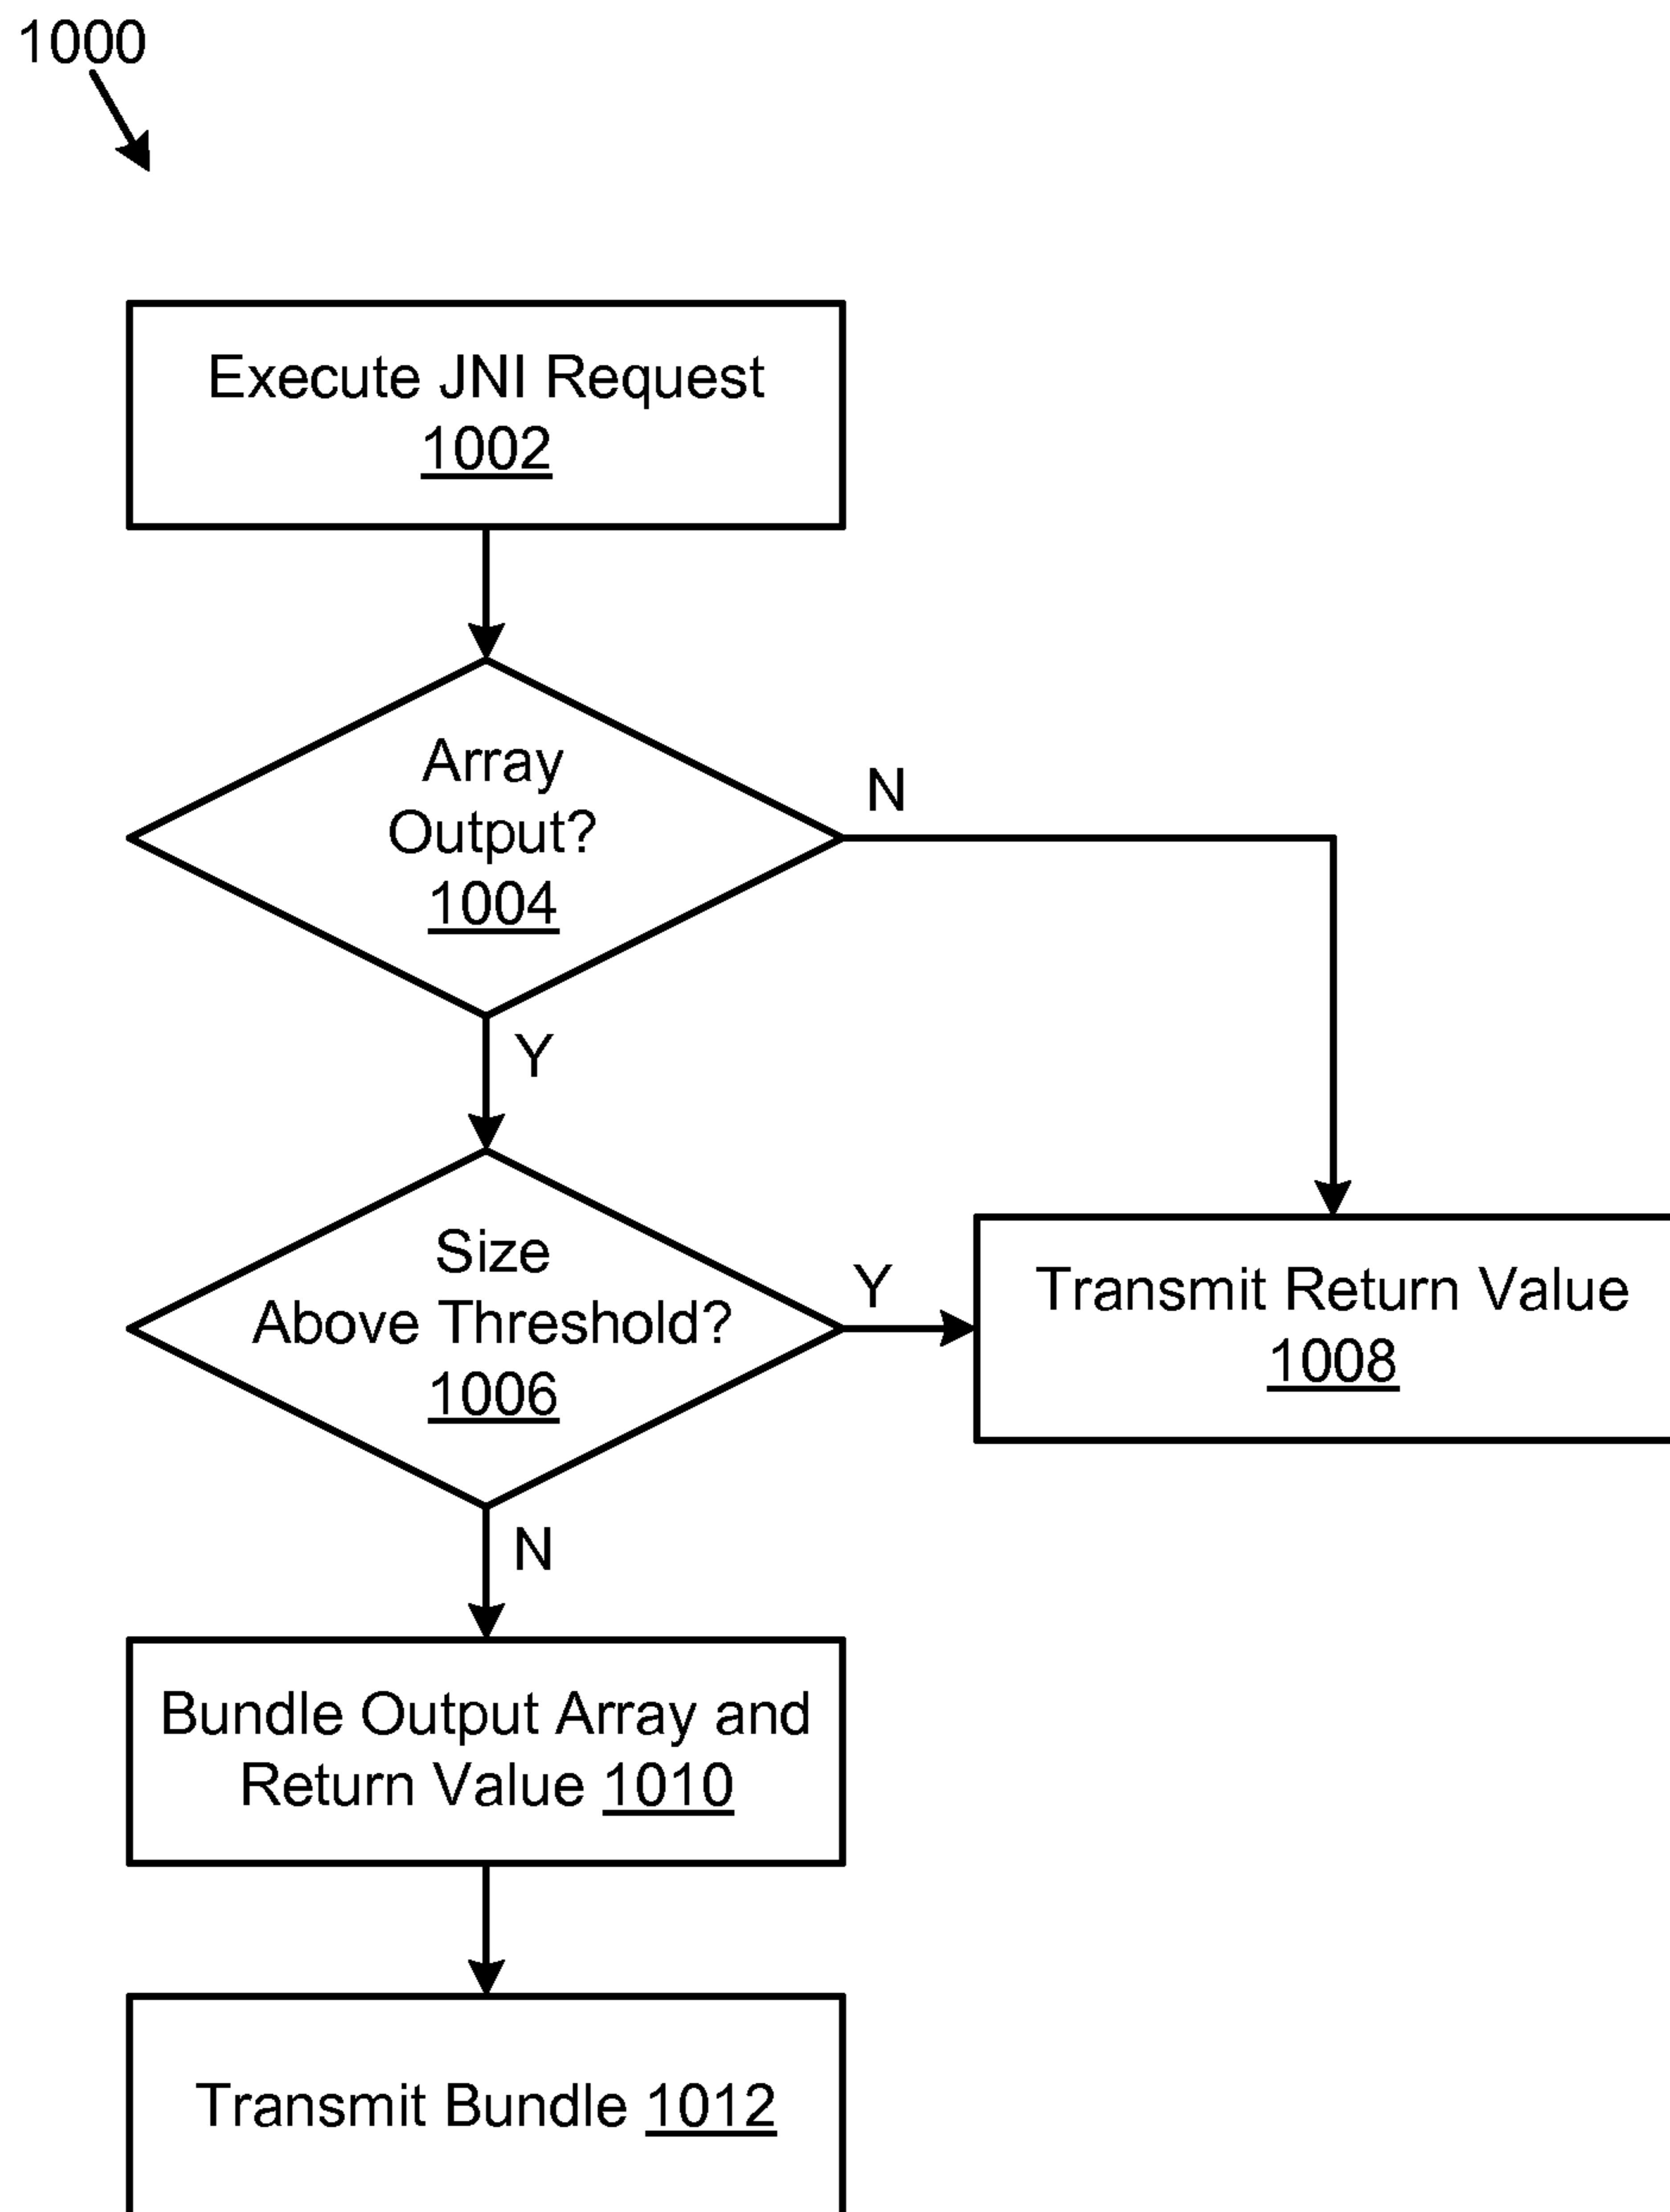 1000
Execute JNI Request
1002
Array
Output?
1004
N
Y
Size
Above Threshold?
1006
Y
Transmit Return Value
1008
N
Bundle Output Array and
Return Value 1010
Transmit Bundle 1012